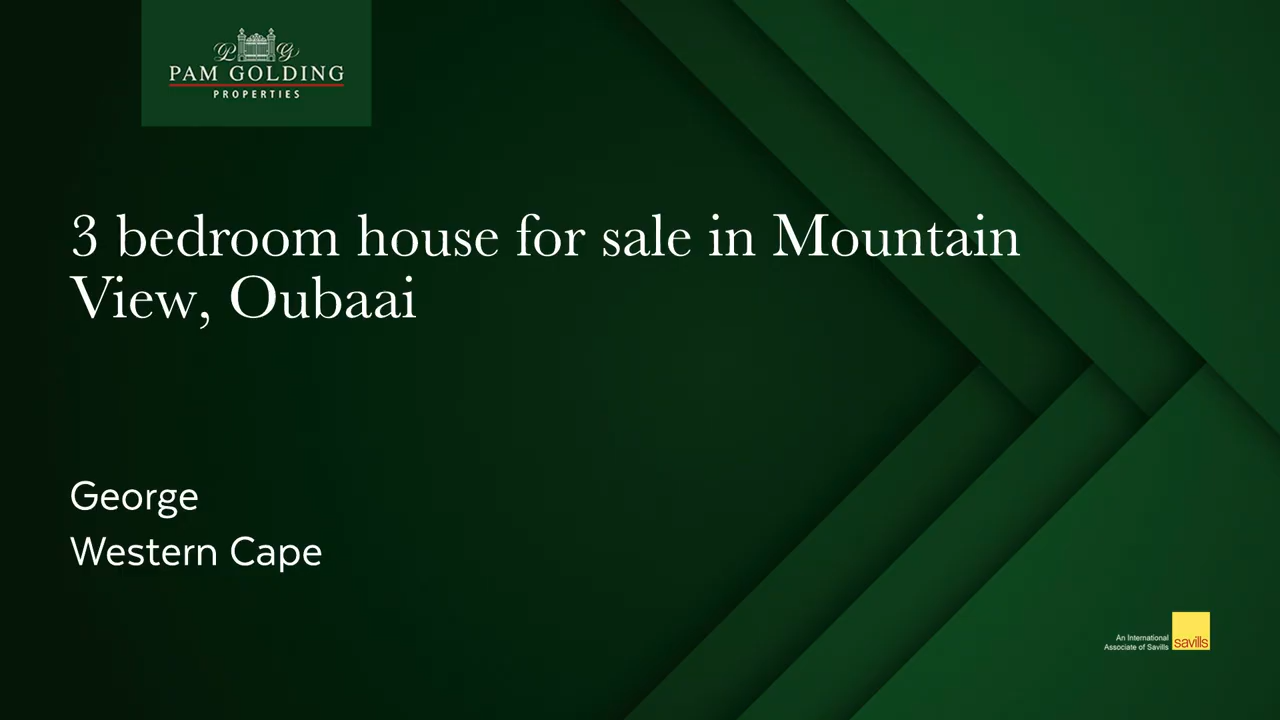 P G
PAM GOLDING
PROPERTIES
3 bedroom house for sale in Mountain
View, Oubaai
George
Western Cape
An International
Associate of Savills
savills